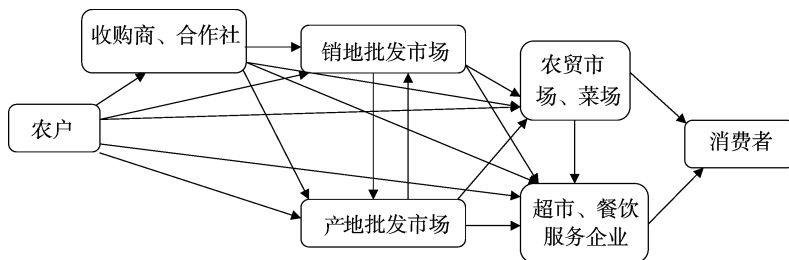 收购商、合作社
销地批发市场
农贸市
场、菜场
农户
消费者
产地批发市场
超市、餐饮
服务企业